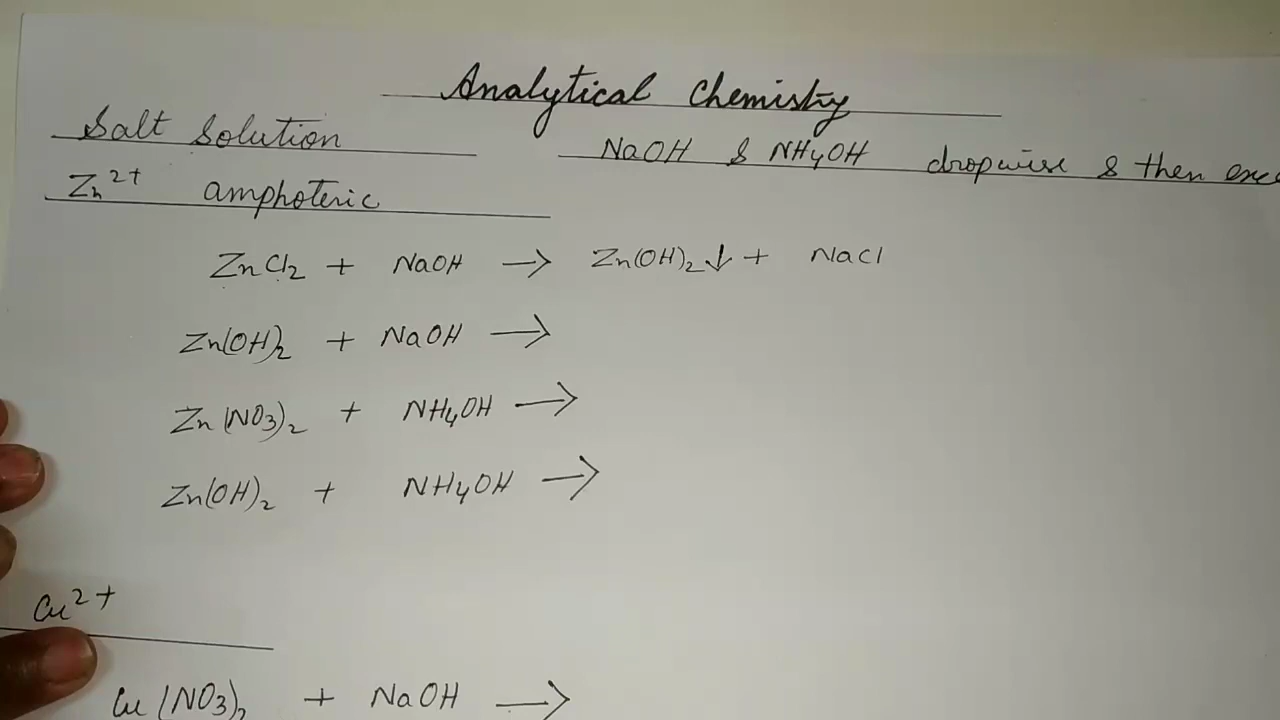 Analytical Chemistry
Salt Solution NaOH & NH4OH dropwise & then exce
Zn²⁺ amphoteric
ZnCl₂ + NaOH → Zn(OH)₂↓ + NaCl
Zn(OH)₂ + NaOH →
Zn(NO₃)₂ + NH₄OH →
Zn(OH)₂ + NH₄OH →
Cu²⁺
Cu(NO₃)₂ + NaOH →